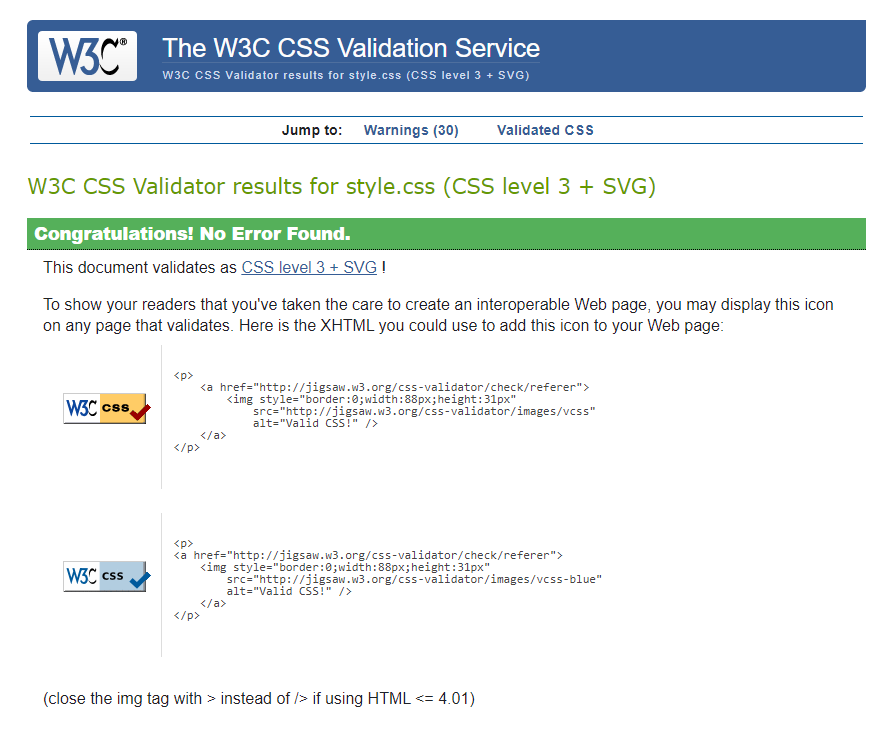 W3C®
The W3C CSS Validation Service
W3C CSS Validator results for style.css (CSS level 3 + SVG)
Jump to: Warnings (30) Validated CSS
W3C CSS Validator results for style.css (CSS level 3 + SVG)
Congratulations! No Error Found.
This document validates as CSS level 3 + SVG !
To show your readers that you've taken the care to create an interoperable Web page, you may display this icon
on any page that validates. Here is the XHTML you could use to add this icon to your Web page:
W3C css
<p>
    <a href="http://jigsaw.w3.org/css-validator/check/referer">
        <img style="border:0;width:88px;height:31px"
            src="http://jigsaw.w3.org/css-validator/images/vcss"
            alt="Valid CSS!" />
    </a>
</p>
W3C css
<p>
<a href="http://jigsaw.w3.org/css-validator/check/referer">
    <img style="border:0;width:88px;height:31px"
        src="http://jigsaw.w3.org/css-validator/images/vcss-blue"
        alt="Valid CSS!" />
    </a>
</p>
(close the img tag with > instead of /> if using HTML <= 4.01)